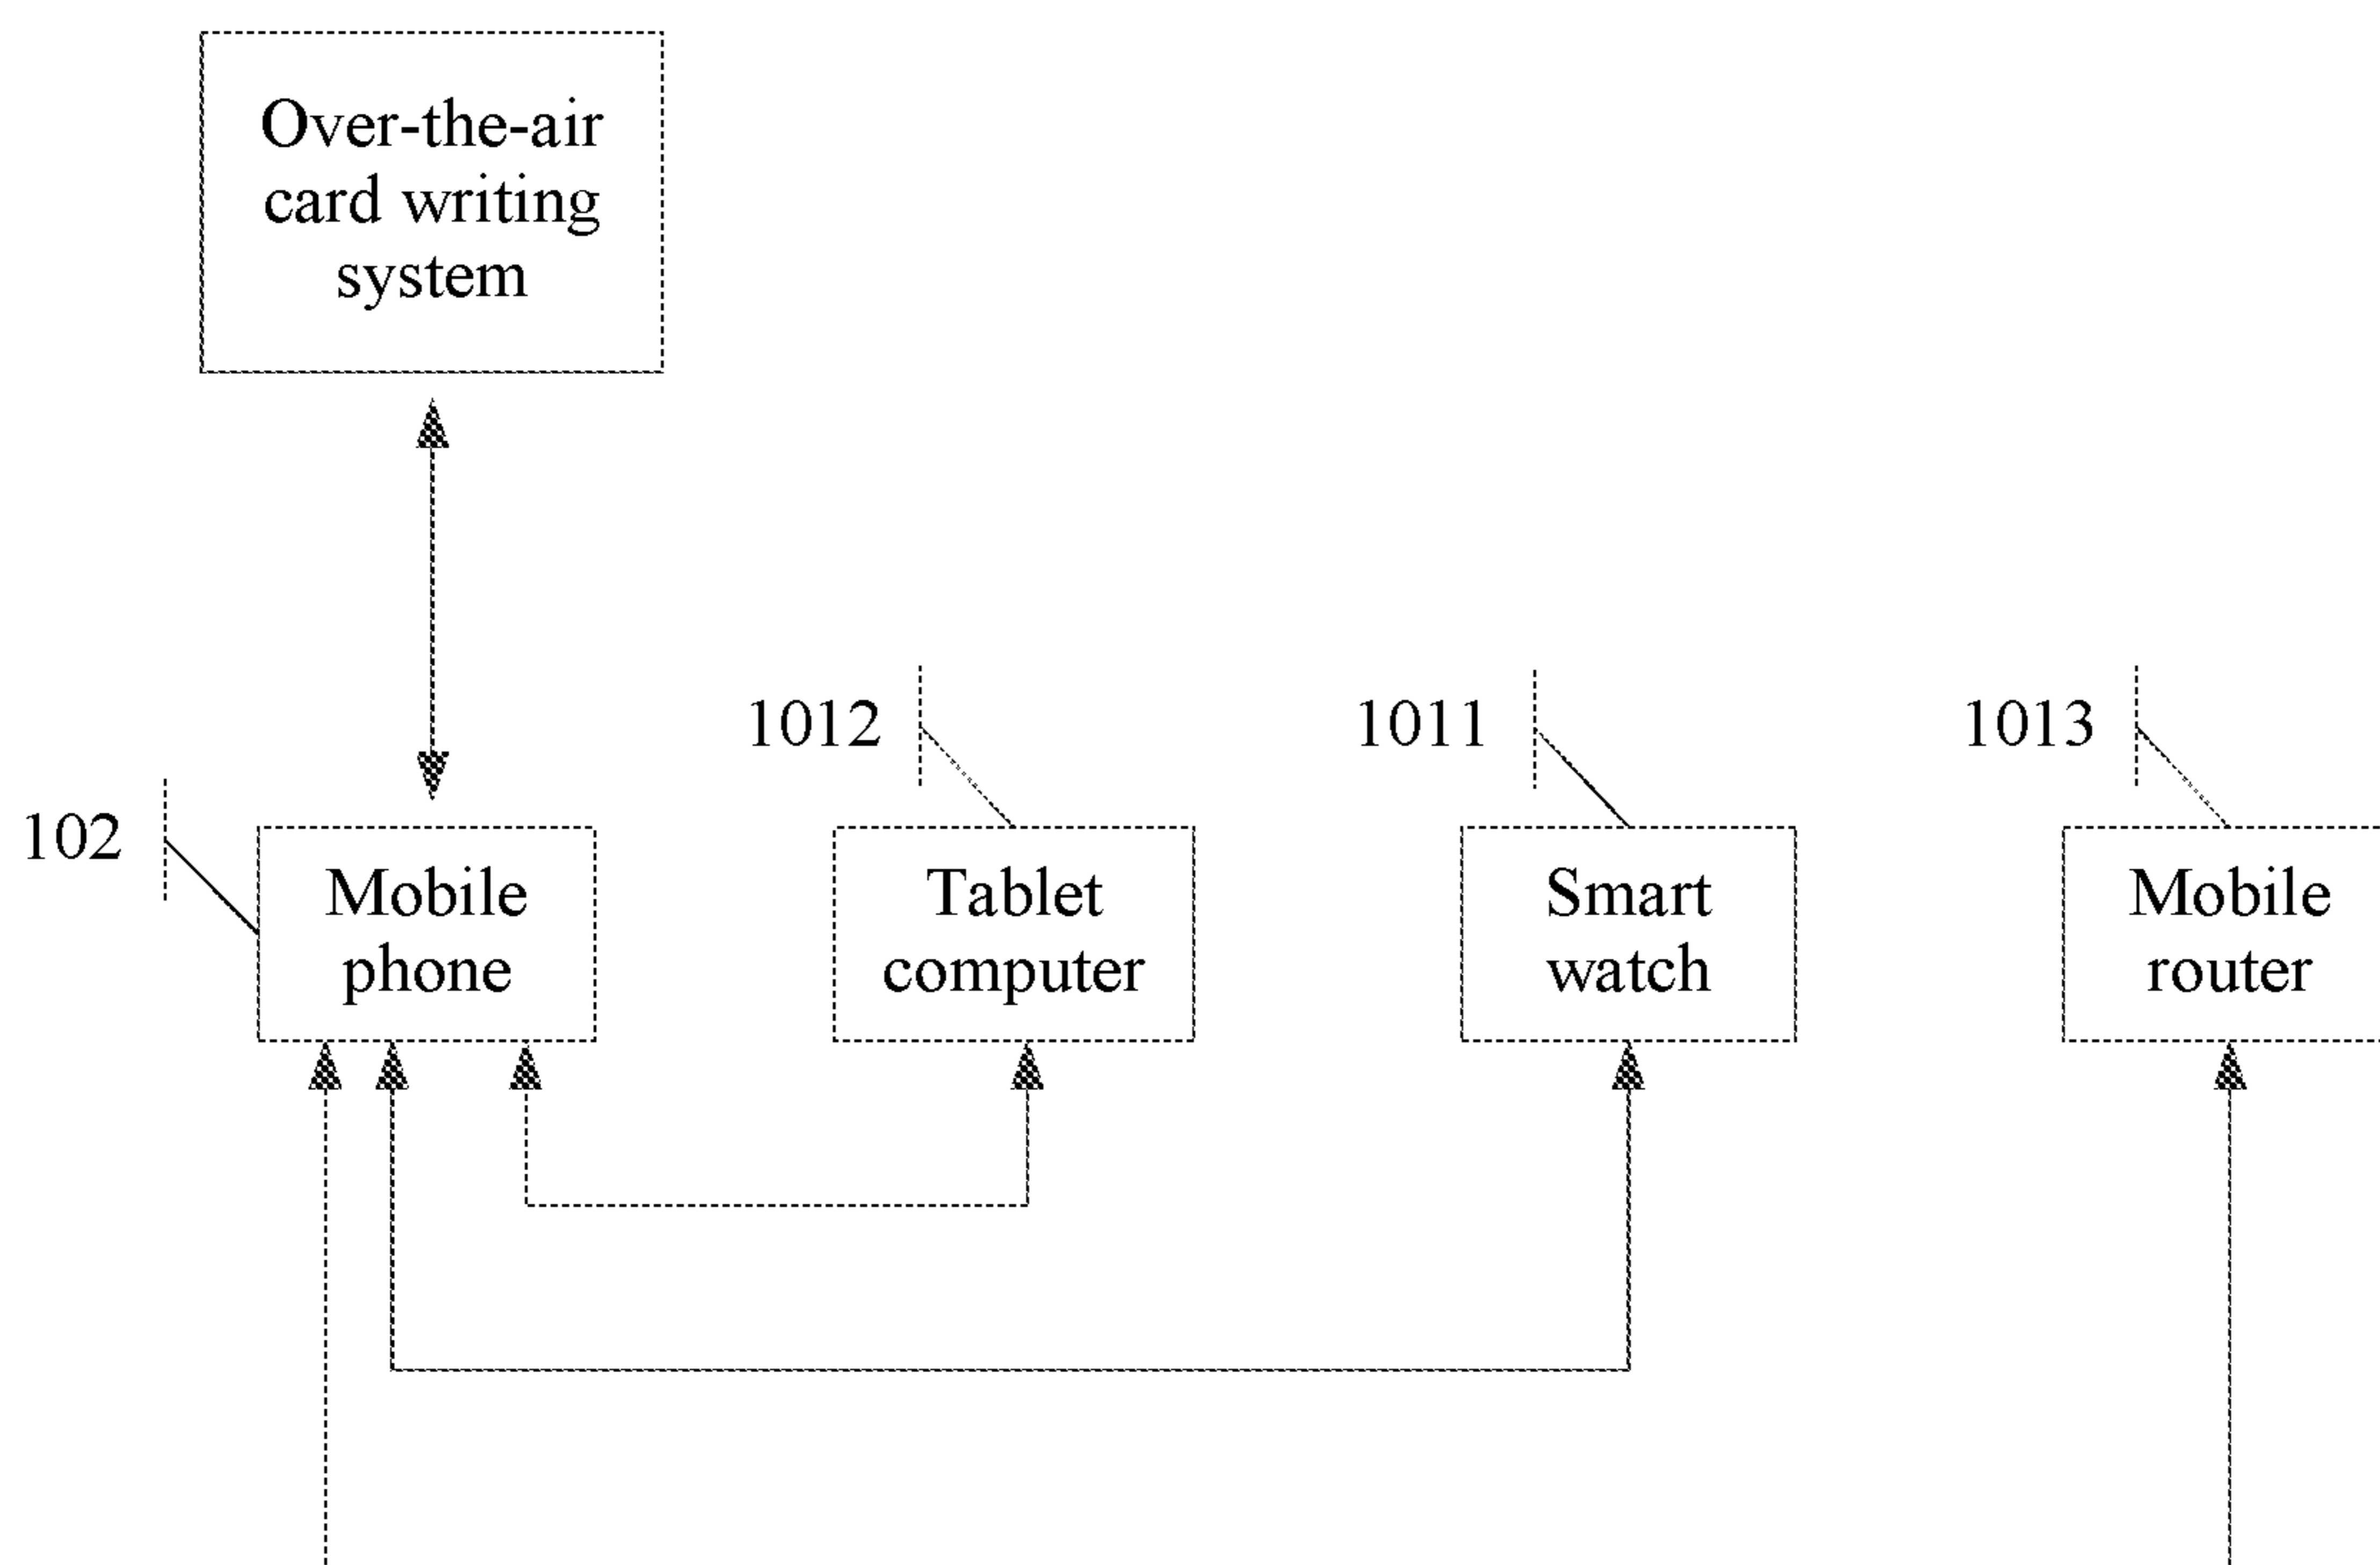 Over-the-air
card writing
system
1012
1011
1013
102
Mobile
phone
Tablet
computer
Smart
watch
Mobile
router